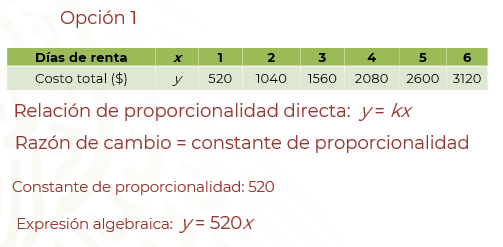 Opción 1
Días de renta x 1 2 3 4 5 6
Costo total ($) y 520 1040 1560 2080 2600 3120
Relación de proporcionalidad directa: y = kx
Razón de cambio = constante de proporcionalidad
Constante de proporcionalidad: 520
Expresión algebraica: y = 520x